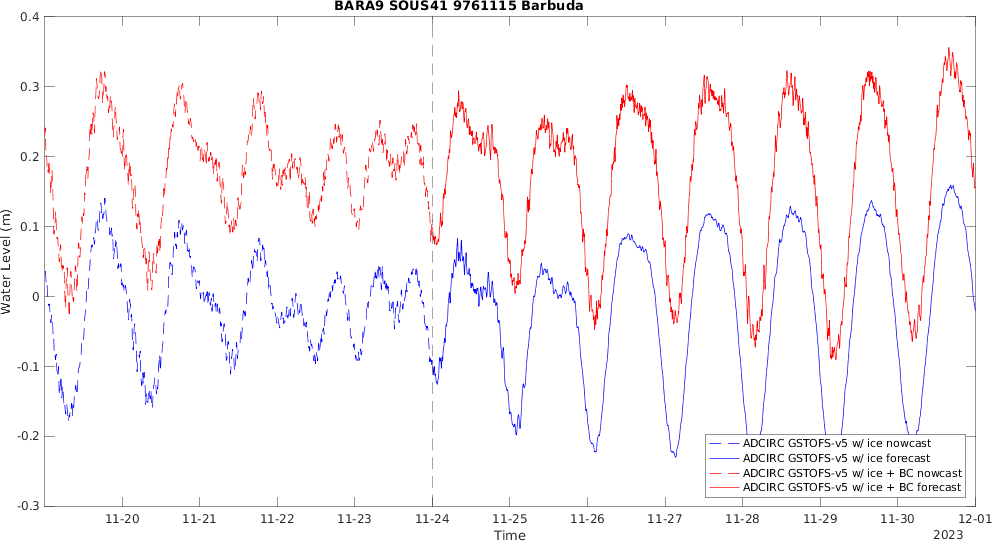 BARA9 SOUS41 9761115 Barbuda
Water Level (m)
0.4
0.3
0.2
0.1
0
-0.1
-0.2
-0.3
ADCIRC GSTOFS-v5 w/ ice nowcast
ADCIRC GSTOFS-v5 w/ ice forecast
ADCIRC GSTOFS-v5 w/ ice + BC nowcast
ADCIRC GSTOFS-v5 w/ ice + BC forecast
11-20 11-21 11-22 11-23 11-24 11-25 11-26 11-27 11-28 11-29 11-30 12-01
Time
2023